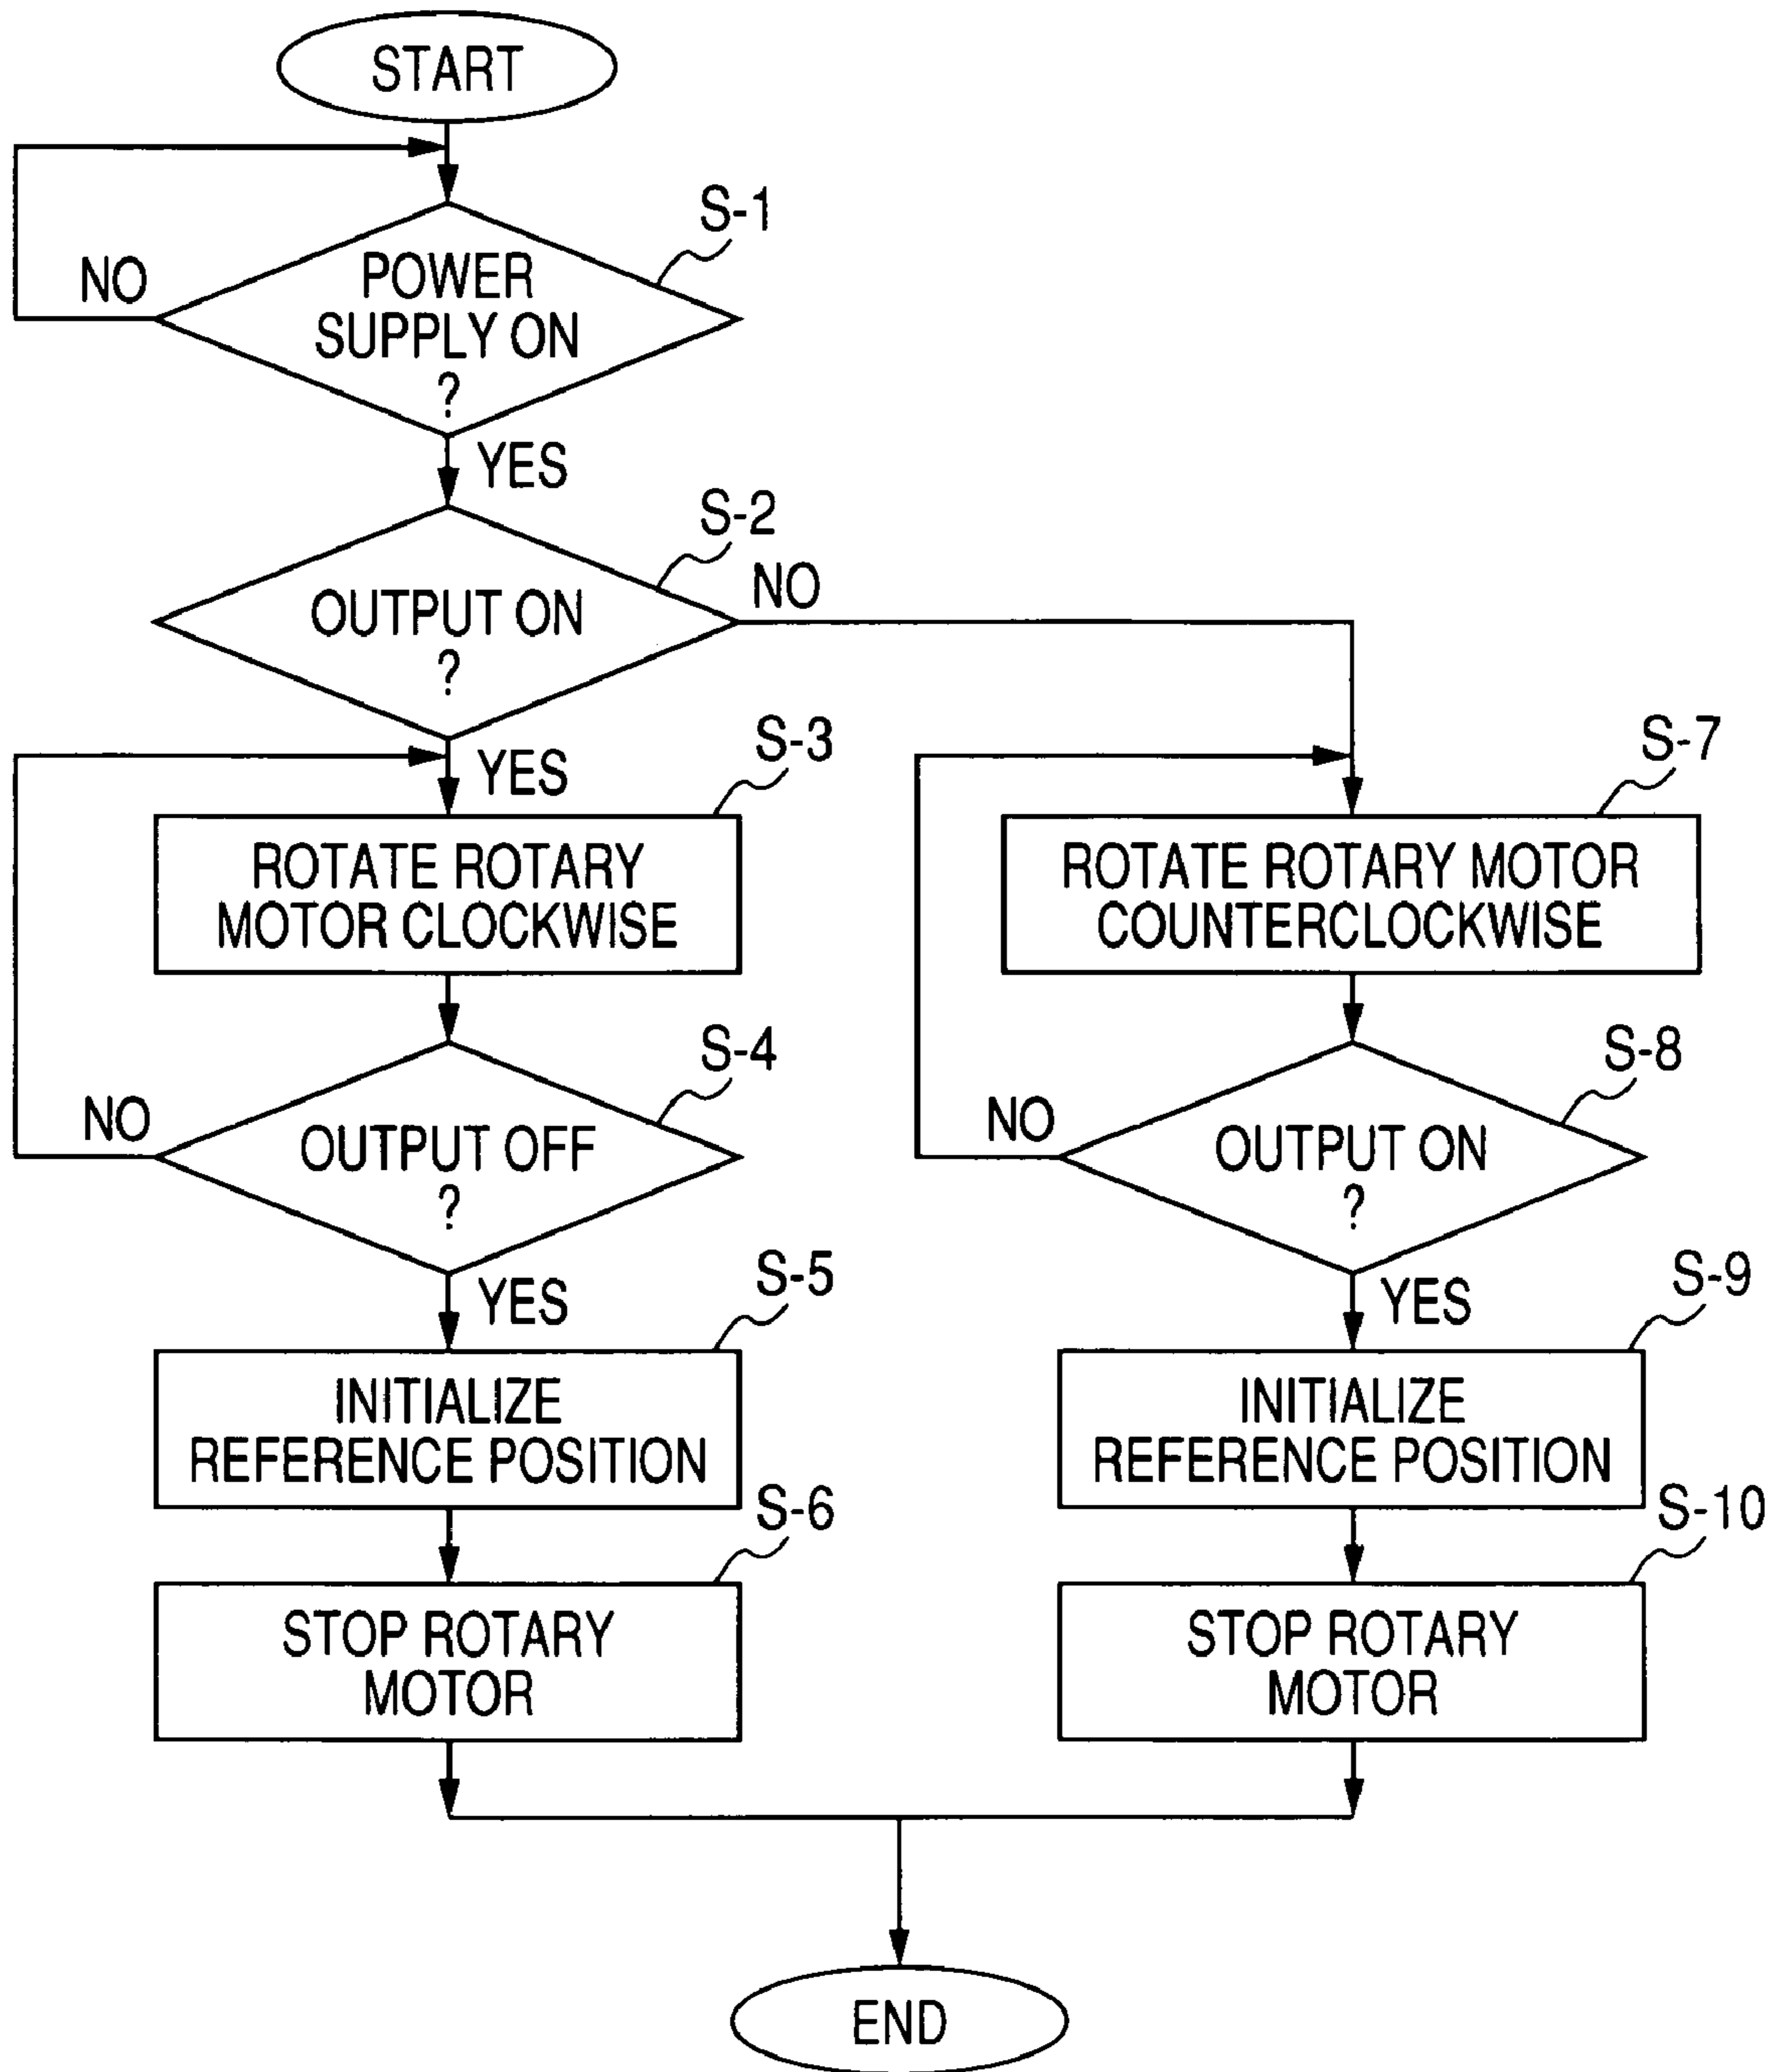 START
S-1
NO
POWER
SUPPLY ON
?
YES
S-2
NO
OUTPUT ON
?
YES
S-3
ROTATE ROTARY
MOTOR CLOCKWISE
S-4
NO
OUTPUT OFF
?
YES
S-5
INITIALIZE
REFERENCE POSITION
S-6
STOP ROTARY
MOTOR
S-7
ROTATE ROTARY MOTOR
COUNTERCLOCKWISE
S-8
NO
OUTPUT ON
?
YES
S-9
INITIALIZE
REFERENCE POSITION
S-10
STOP ROTARY
MOTOR
END